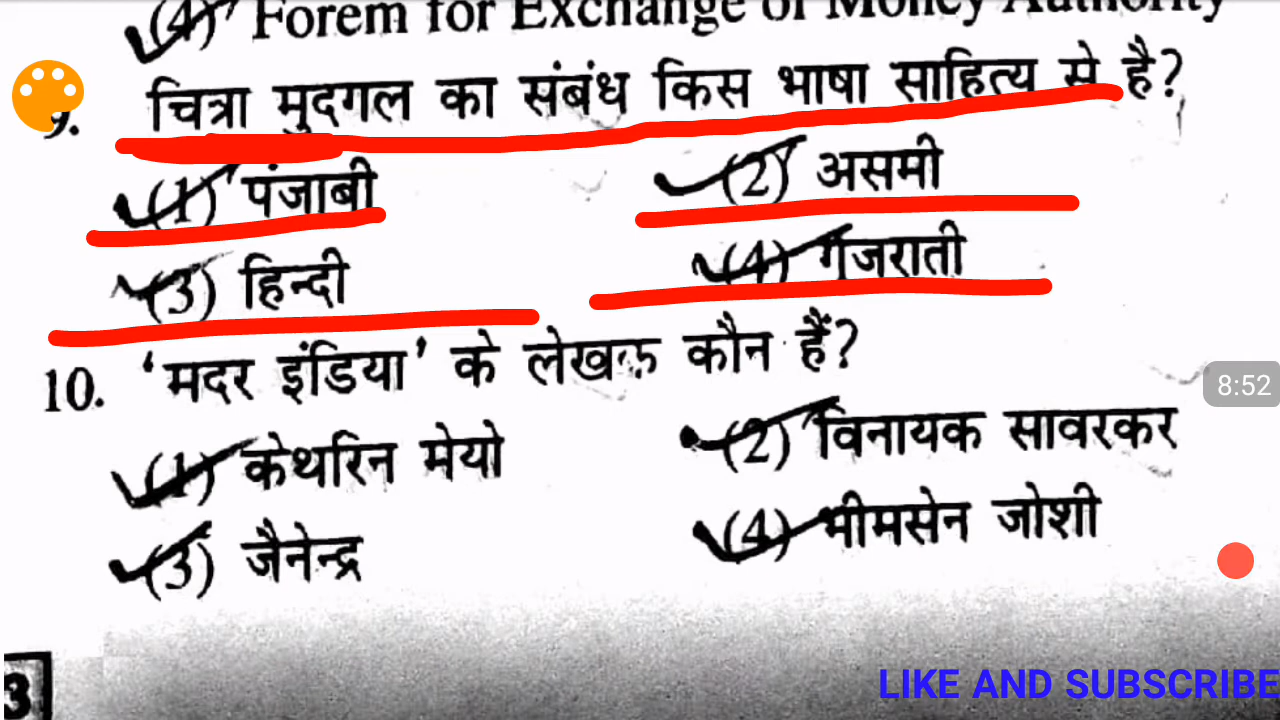 (4) Forem for Exchange of Money Authority
9. चित्रा मुदगल का संबंध किस भाषा साहित्य से है?
(1) पंजाबी (2) असमी
(3) हिन्दी (4) गुजराती
10. ‘मदर इंडिया’ के लेखक कौन हैं?
8:52
(1) केथरिन मेयो (2) विनायक सावरकर
(3) जैनेन्द्र (4) भीमसेन जोशी
3
LIKE AND SUBSCRIBE